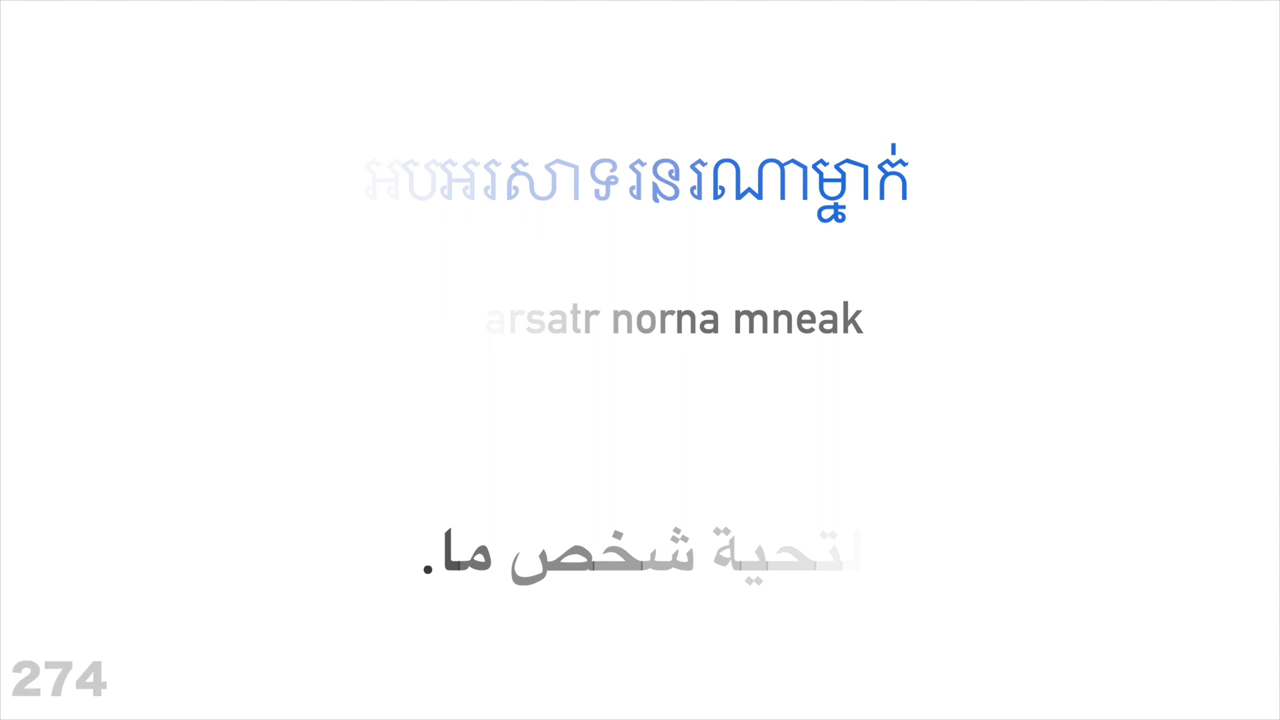 អបអរសាទរនរណាម្នាក់
arsatr norna mneak
لتحية شخص ما.
274